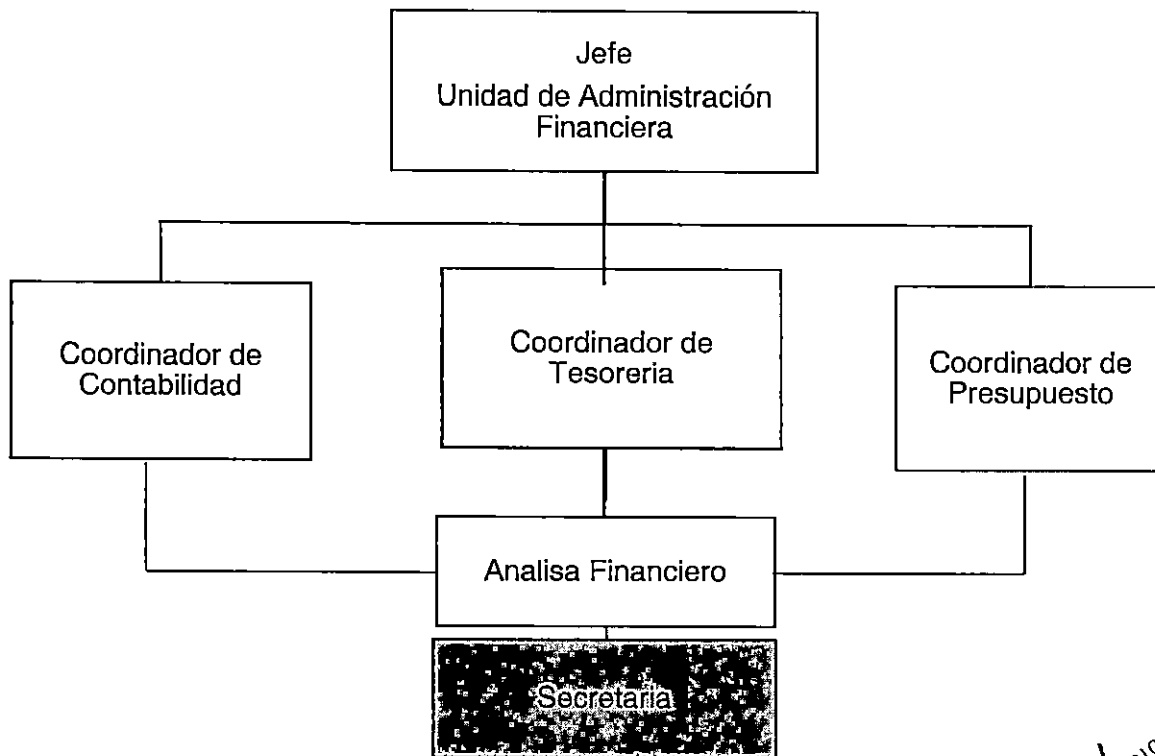 Jefe
Unidad de Administración
Financiera
Coordinador de
Contabilidad
Coordinador de
Tesoreria
Coordinador de
Presupuesto
Analisa Financiero
Secretaria